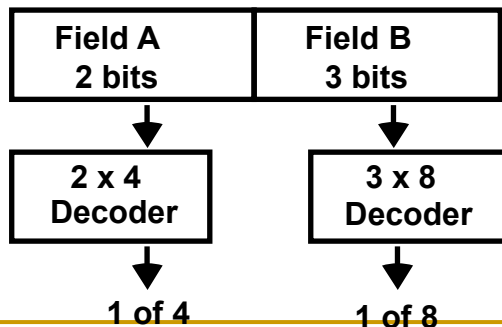 Field A
2 bits
Field B
3 bits
2 x 4
Decoder
3 x 8
Decoder
1 of 4
1 of 8